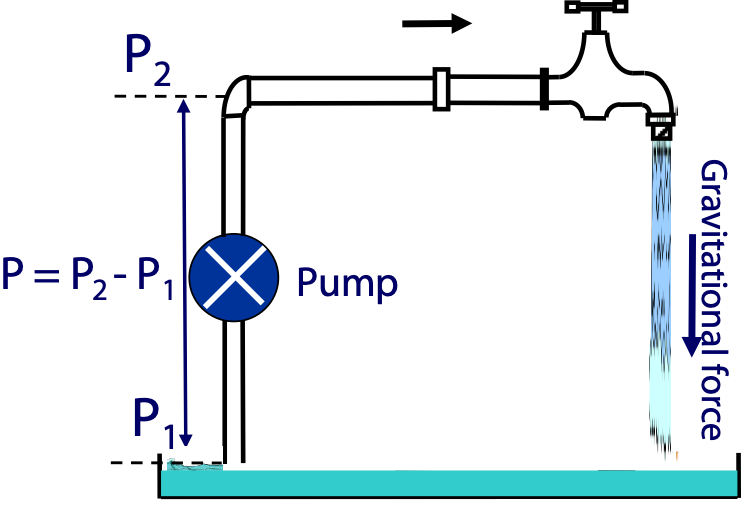 P₂
P = P₂ - P₁
Pump
P₁
Gravitational force